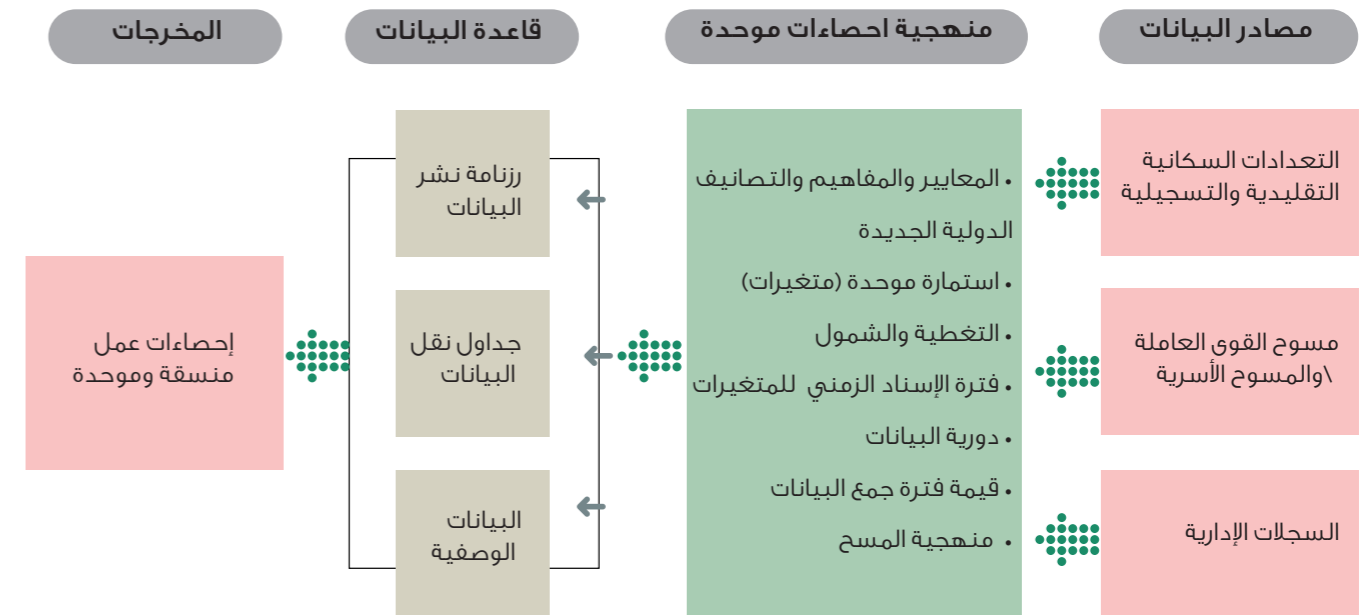 مصادر البيانات
منهجية احصاءات موحدة
قاعدة البيانات
المخرجات
التعدادات السكانية
التقليدية والتسجيلية
مسوح القوى العاملة
\والمسوح الأسرية
السجلات الإدارية
• المعايير والمفاهيم والتصانيف
الدولية الجديدة
• استمارة موحدة (متغيرات)
• التغطية والشمول
• فترة الإسناد الزمني للمتغيرات
• دورية البيانات
• قيمة فترة جمع البيانات
• منهجية المسح
رزنامة نشر
البيانات
جداول نقل
البيانات
البيانات
الوصفية
إحصاءات عمل
منسقة وموحدة